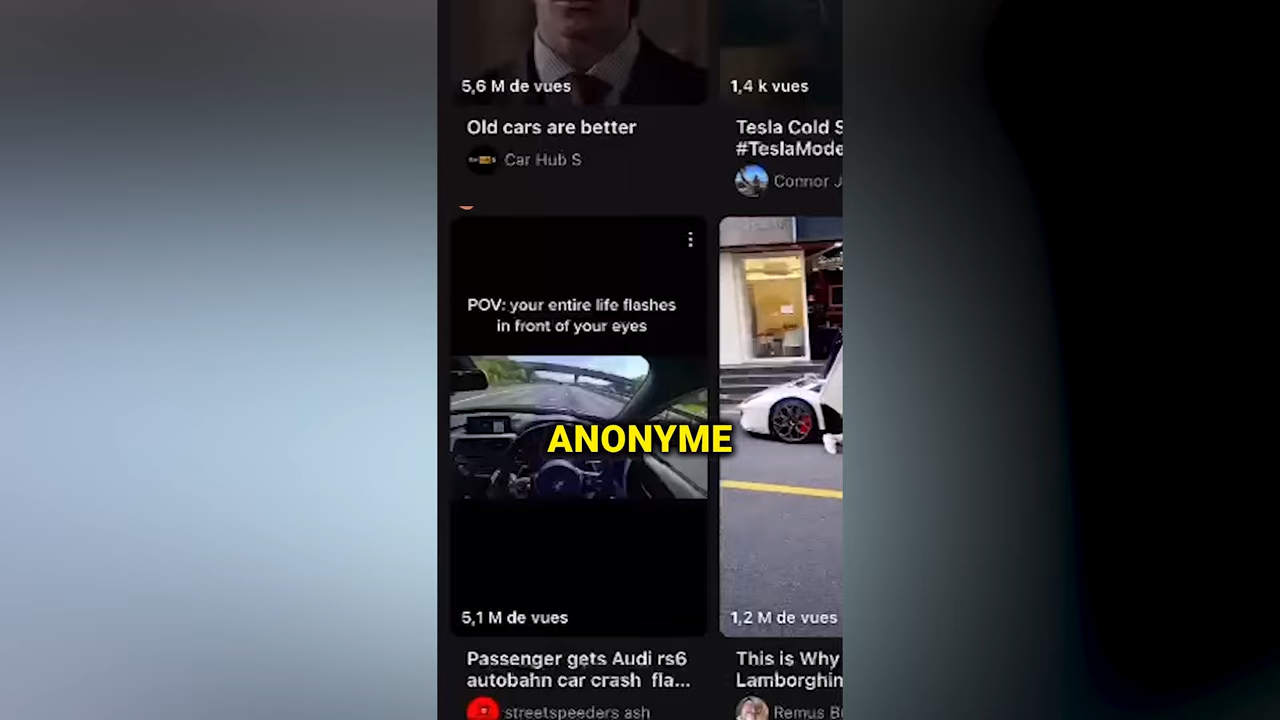 5,6 M de vues
Old cars are better
Car Hub S
1,4 k vues
Tesla Cold S
#TeslaMode
Connor J
POV: your entire life flashes
in front of your eyes
ANONYME
5,1 M de vues
Passenger gets Audi rs6
autobahn car crash fla...
streetspeeders ash
1,2 M de vues
This is Why
Lamborghin
Remus B